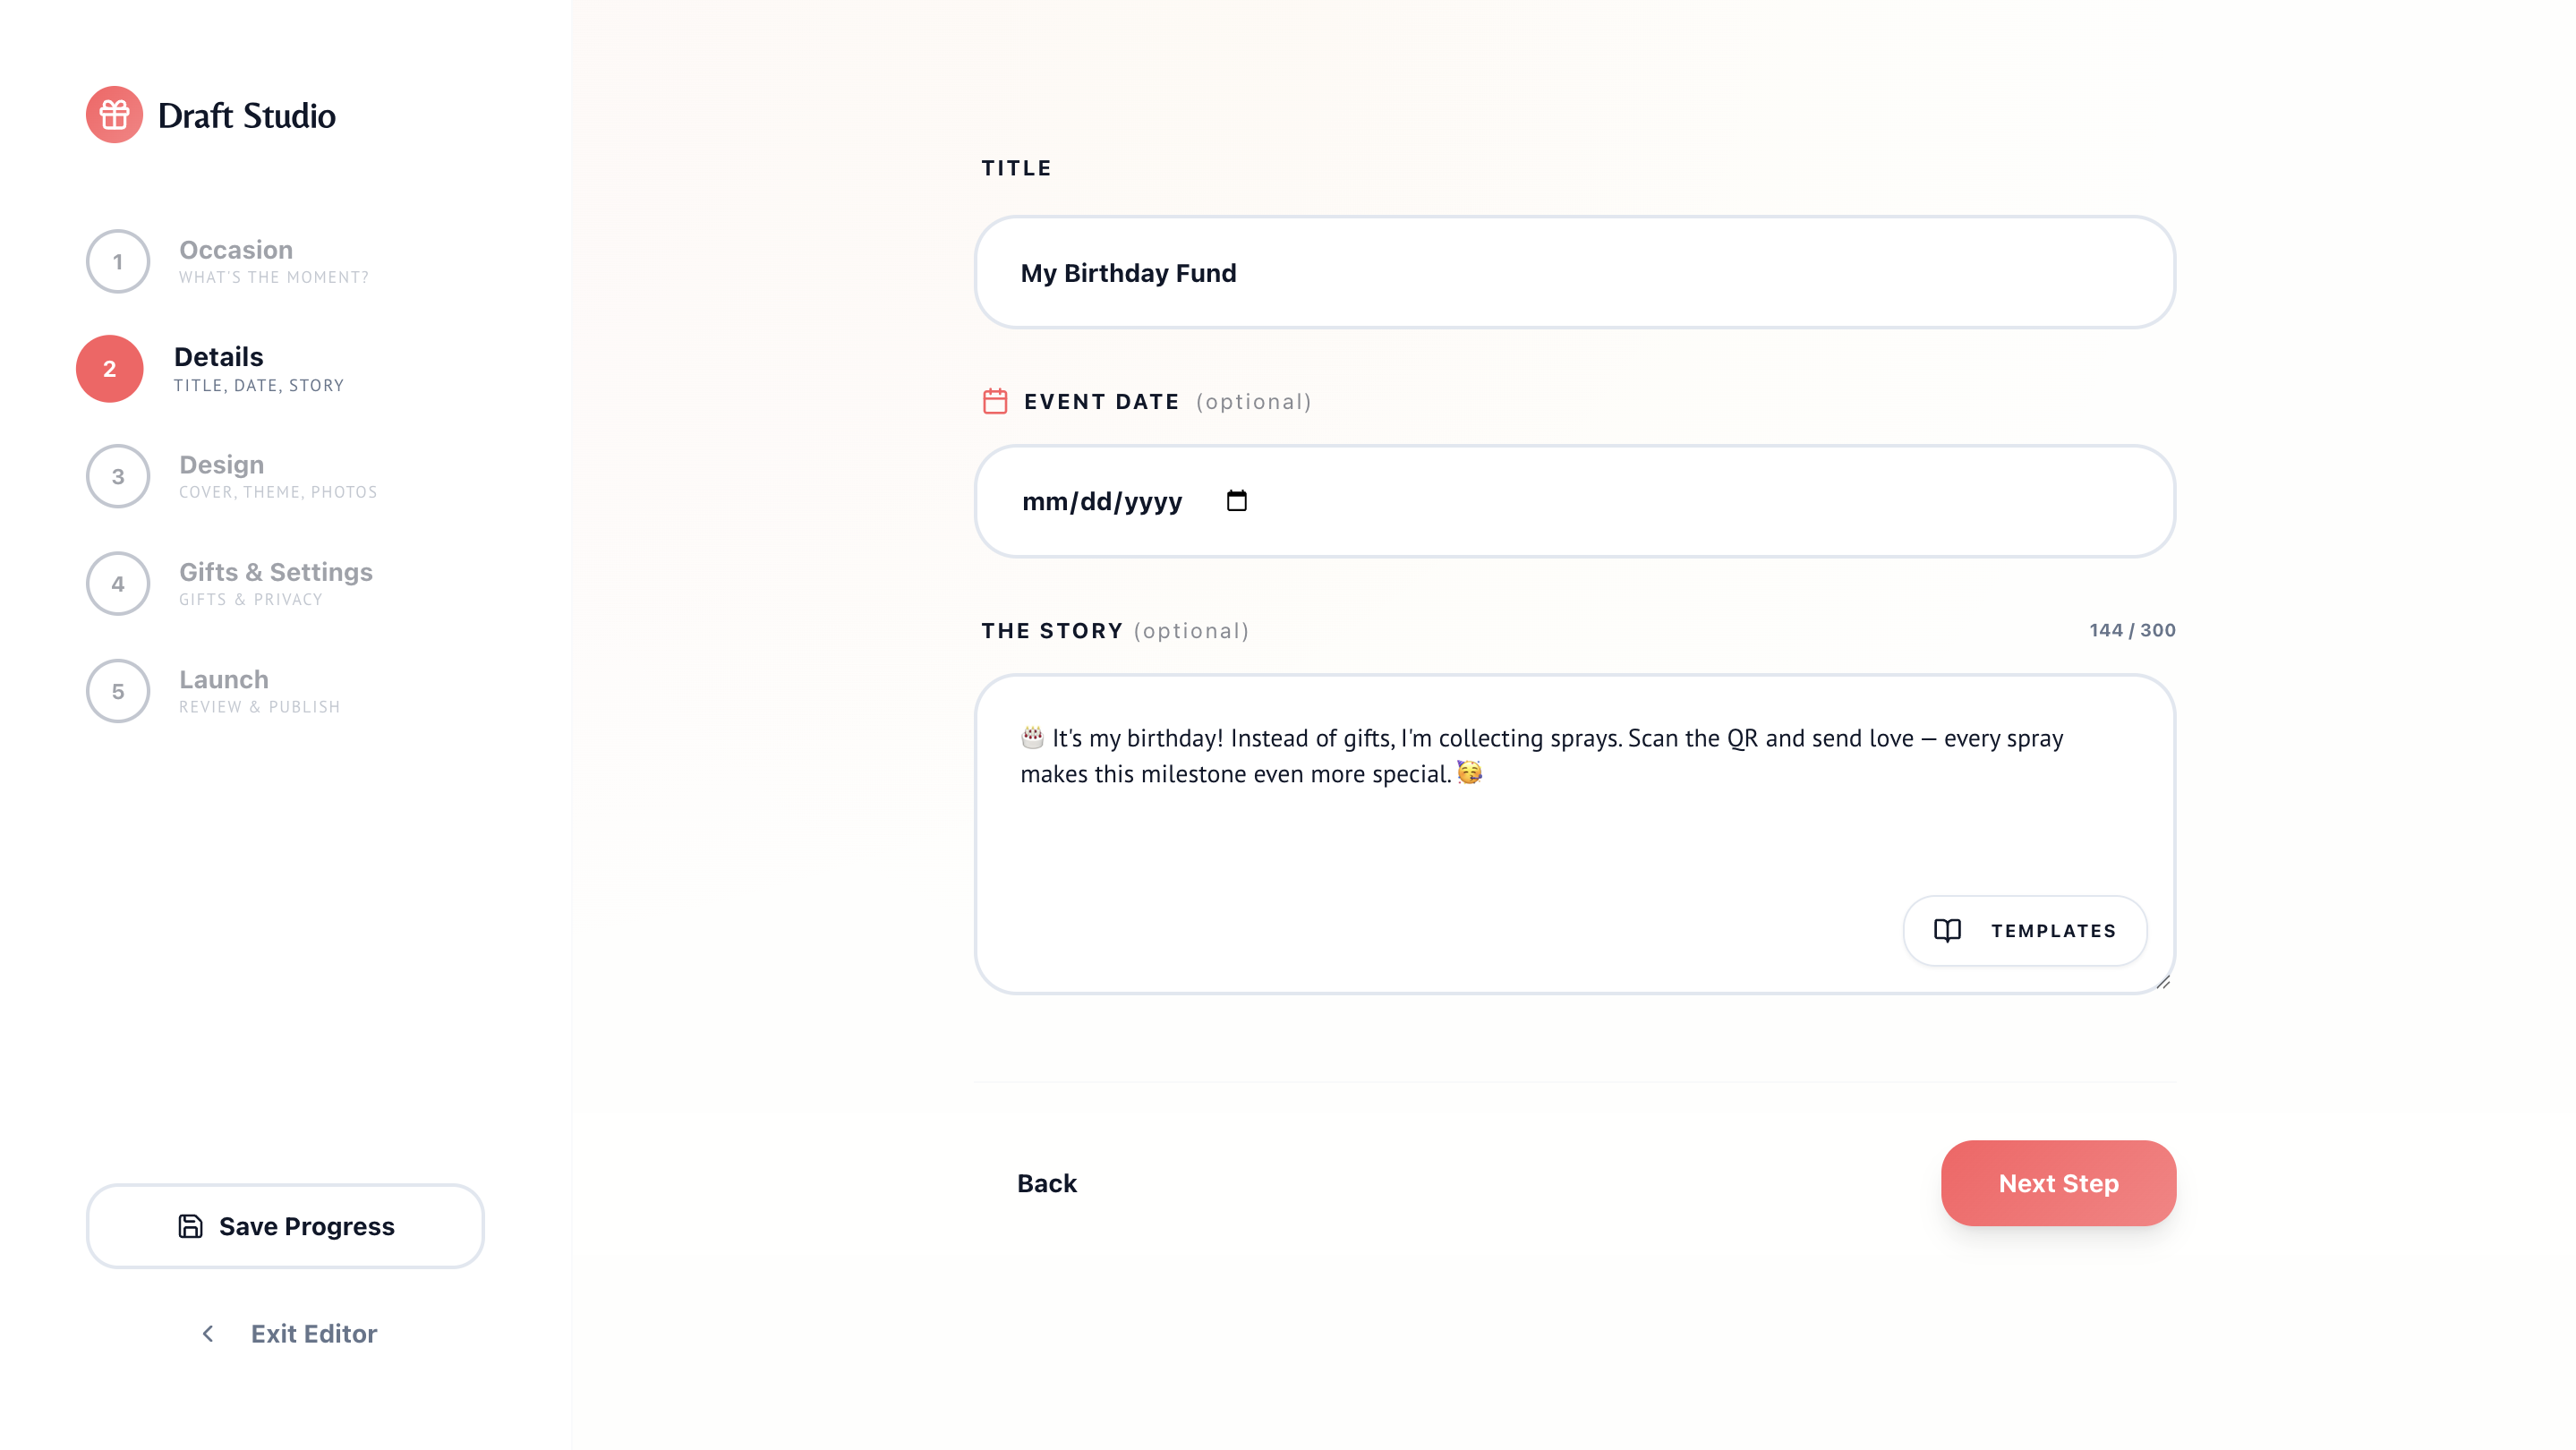 Draft Studio
1
Occasion
WHAT'S THE MOMENT?
2
Details
TITLE, DATE, STORY
3
Design
COVER, THEME, PHOTOS
4
Gifts & Settings
GIFTS & PRIVACY
5
Launch
REVIEW & PUBLISH
Save Progress
Exit Editor
TITLE
My Birthday Fund
EVENT DATE (optional)
mm/dd/yyyy
THE STORY (optional)
144 / 300
🎂 It's my birthday! Instead of gifts, I'm collecting sprays. Scan the QR and send love — every spray
makes this milestone even more special. 🥳
TEMPLATES
Back
Next Step